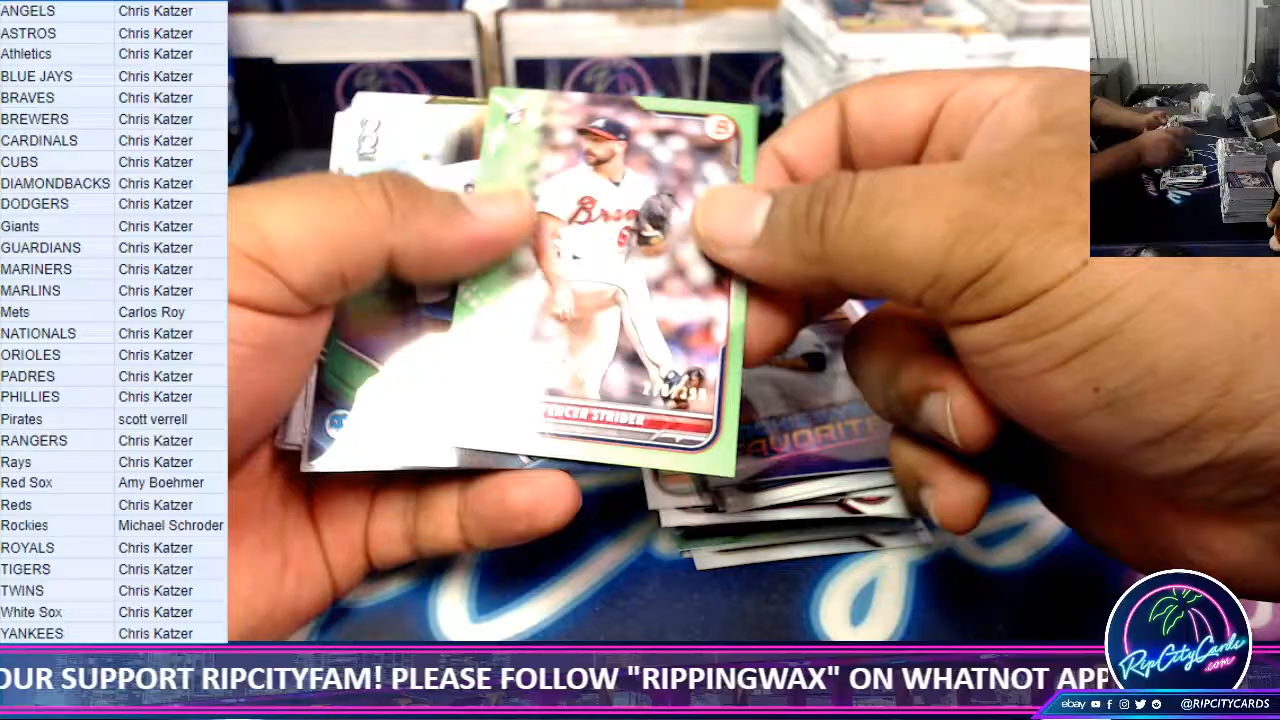 ANGELS Chris Katzer
ASTROS Chris Katzer
Athletics Chris Katzer
BLUE JAYS Chris Katzer
BRAVES Chris Katzer
BREWERS Chris Katzer
CARDINALS Chris Katzer
CUBS Chris Katzer
DIAMONDBACKS Chris Katzer
DODGERS Chris Katzer
Giants Chris Katzer
GUARDIANS Chris Katzer
MARINERS Chris Katzer
MARLINS Chris Katzer
Mets Carlos Roy
NATIONALS Chris Katzer
ORIOLES Chris Katzer
PADRES Chris Katzer
PHILLIES Chris Katzer
Pirates scott verrell
RANGERS Chris Katzer
Rays Chris Katzer
Red Sox Amy Boehmer
Reds Chris Katzer
Rockies Michael Schroder
ROYALS Chris Katzer
TIGERS Chris Katzer
TWINS Chris Katzer
White Sox Chris Katzer
YANKEES Chris Katzer
B
STRIDER
FAVORIT
OUR SUPPORT RIPCITYFAM! PLEASE FOLLOW "RIPPINGWAX" ON WHATNOT APP
RipCityCards
.com
ebay @RIPCITYCARDS